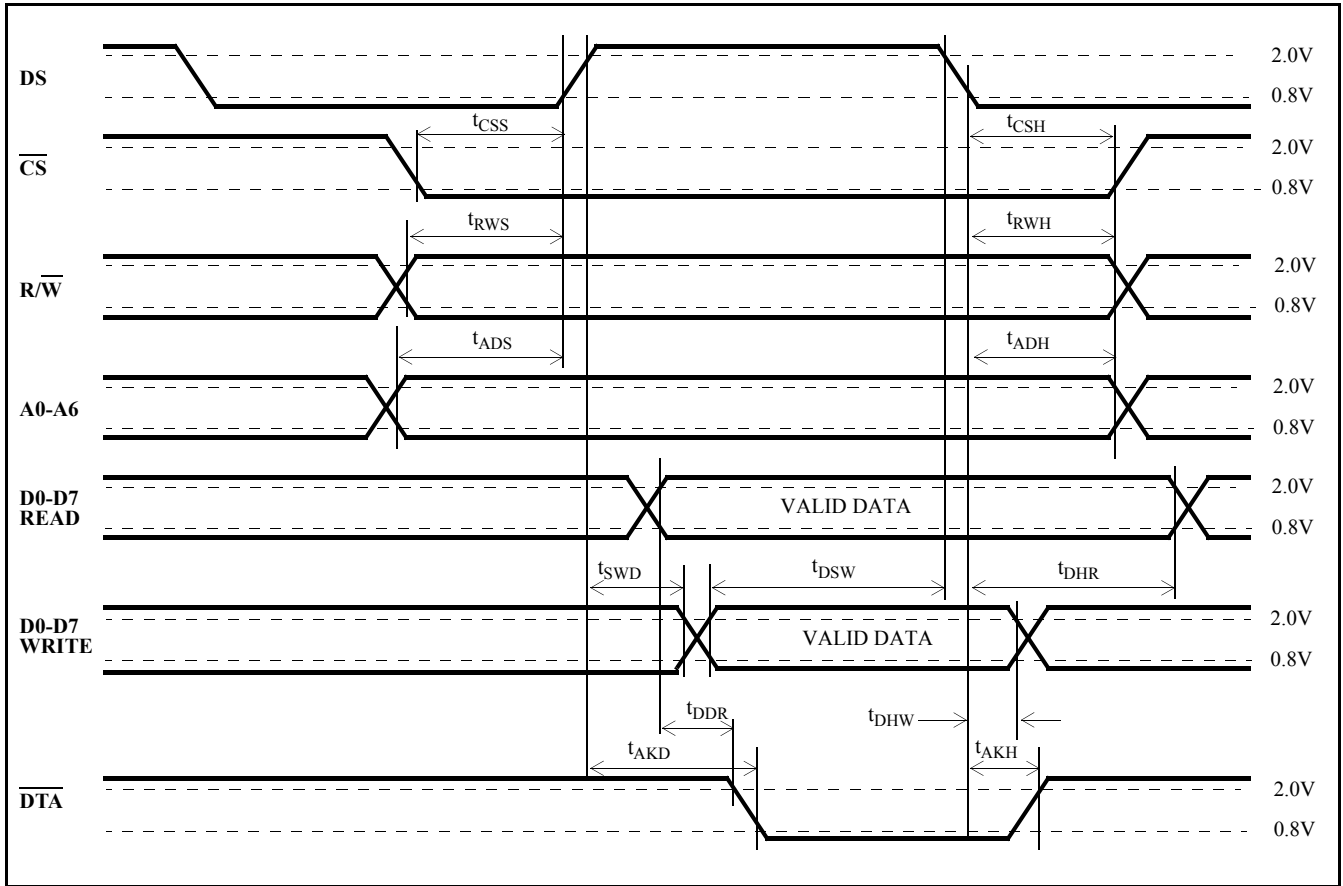 DS
2.0V
0.8V
tCSS
tCSH
C̅S̅
2.0V
0.8V
tRWS
tRWH
R/W̅
2.0V
0.8V
tADS
tADH
A0-A6
2.0V
0.8V
D0-D7
READ
VALID DATA
2.0V
0.8V
tSWD
tDSW
tDHR
D0-D7
WRITE
VALID DATA
2.0V
0.8V
tDDR
tDHW
tAKD
tAKH
D̅T̅A̅
2.0V
0.8V